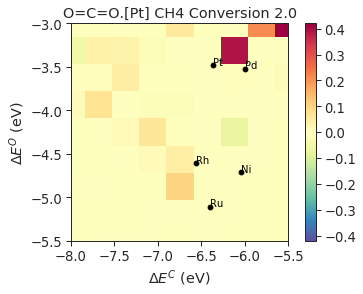 O=C=O.[Pt] CH4 Conversion 2.0
−3.0
−3.5
−4.0
−4.5
−5.0
−5.5
ΔE^O (eV)
Pt
Pd
Rh
Ni
Ru
−8.0 −7.5 −7.0 −6.5 −6.0 −5.5
ΔE^C (eV)
0.4
0.3
0.2
0.1
0.0
−0.1
−0.2
−0.3
−0.4